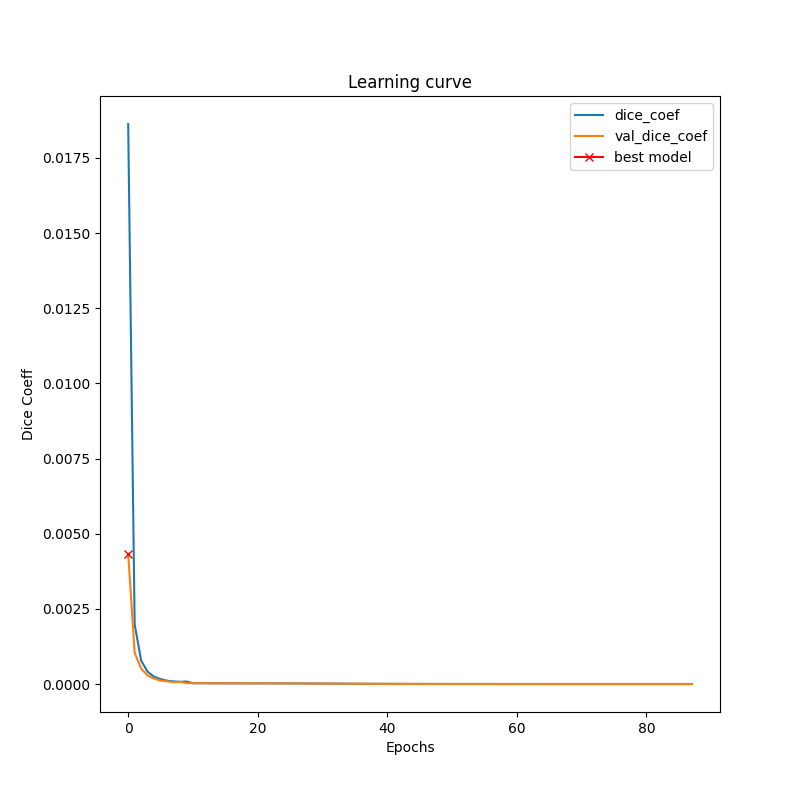 Learning curve
dice_coef
val_dice_coef
best model
Dice Coeff
0.0175
0.0150
0.0125
0.0100
0.0075
0.0050
0.0025
0.0000
0 20 40 60 80
Epochs